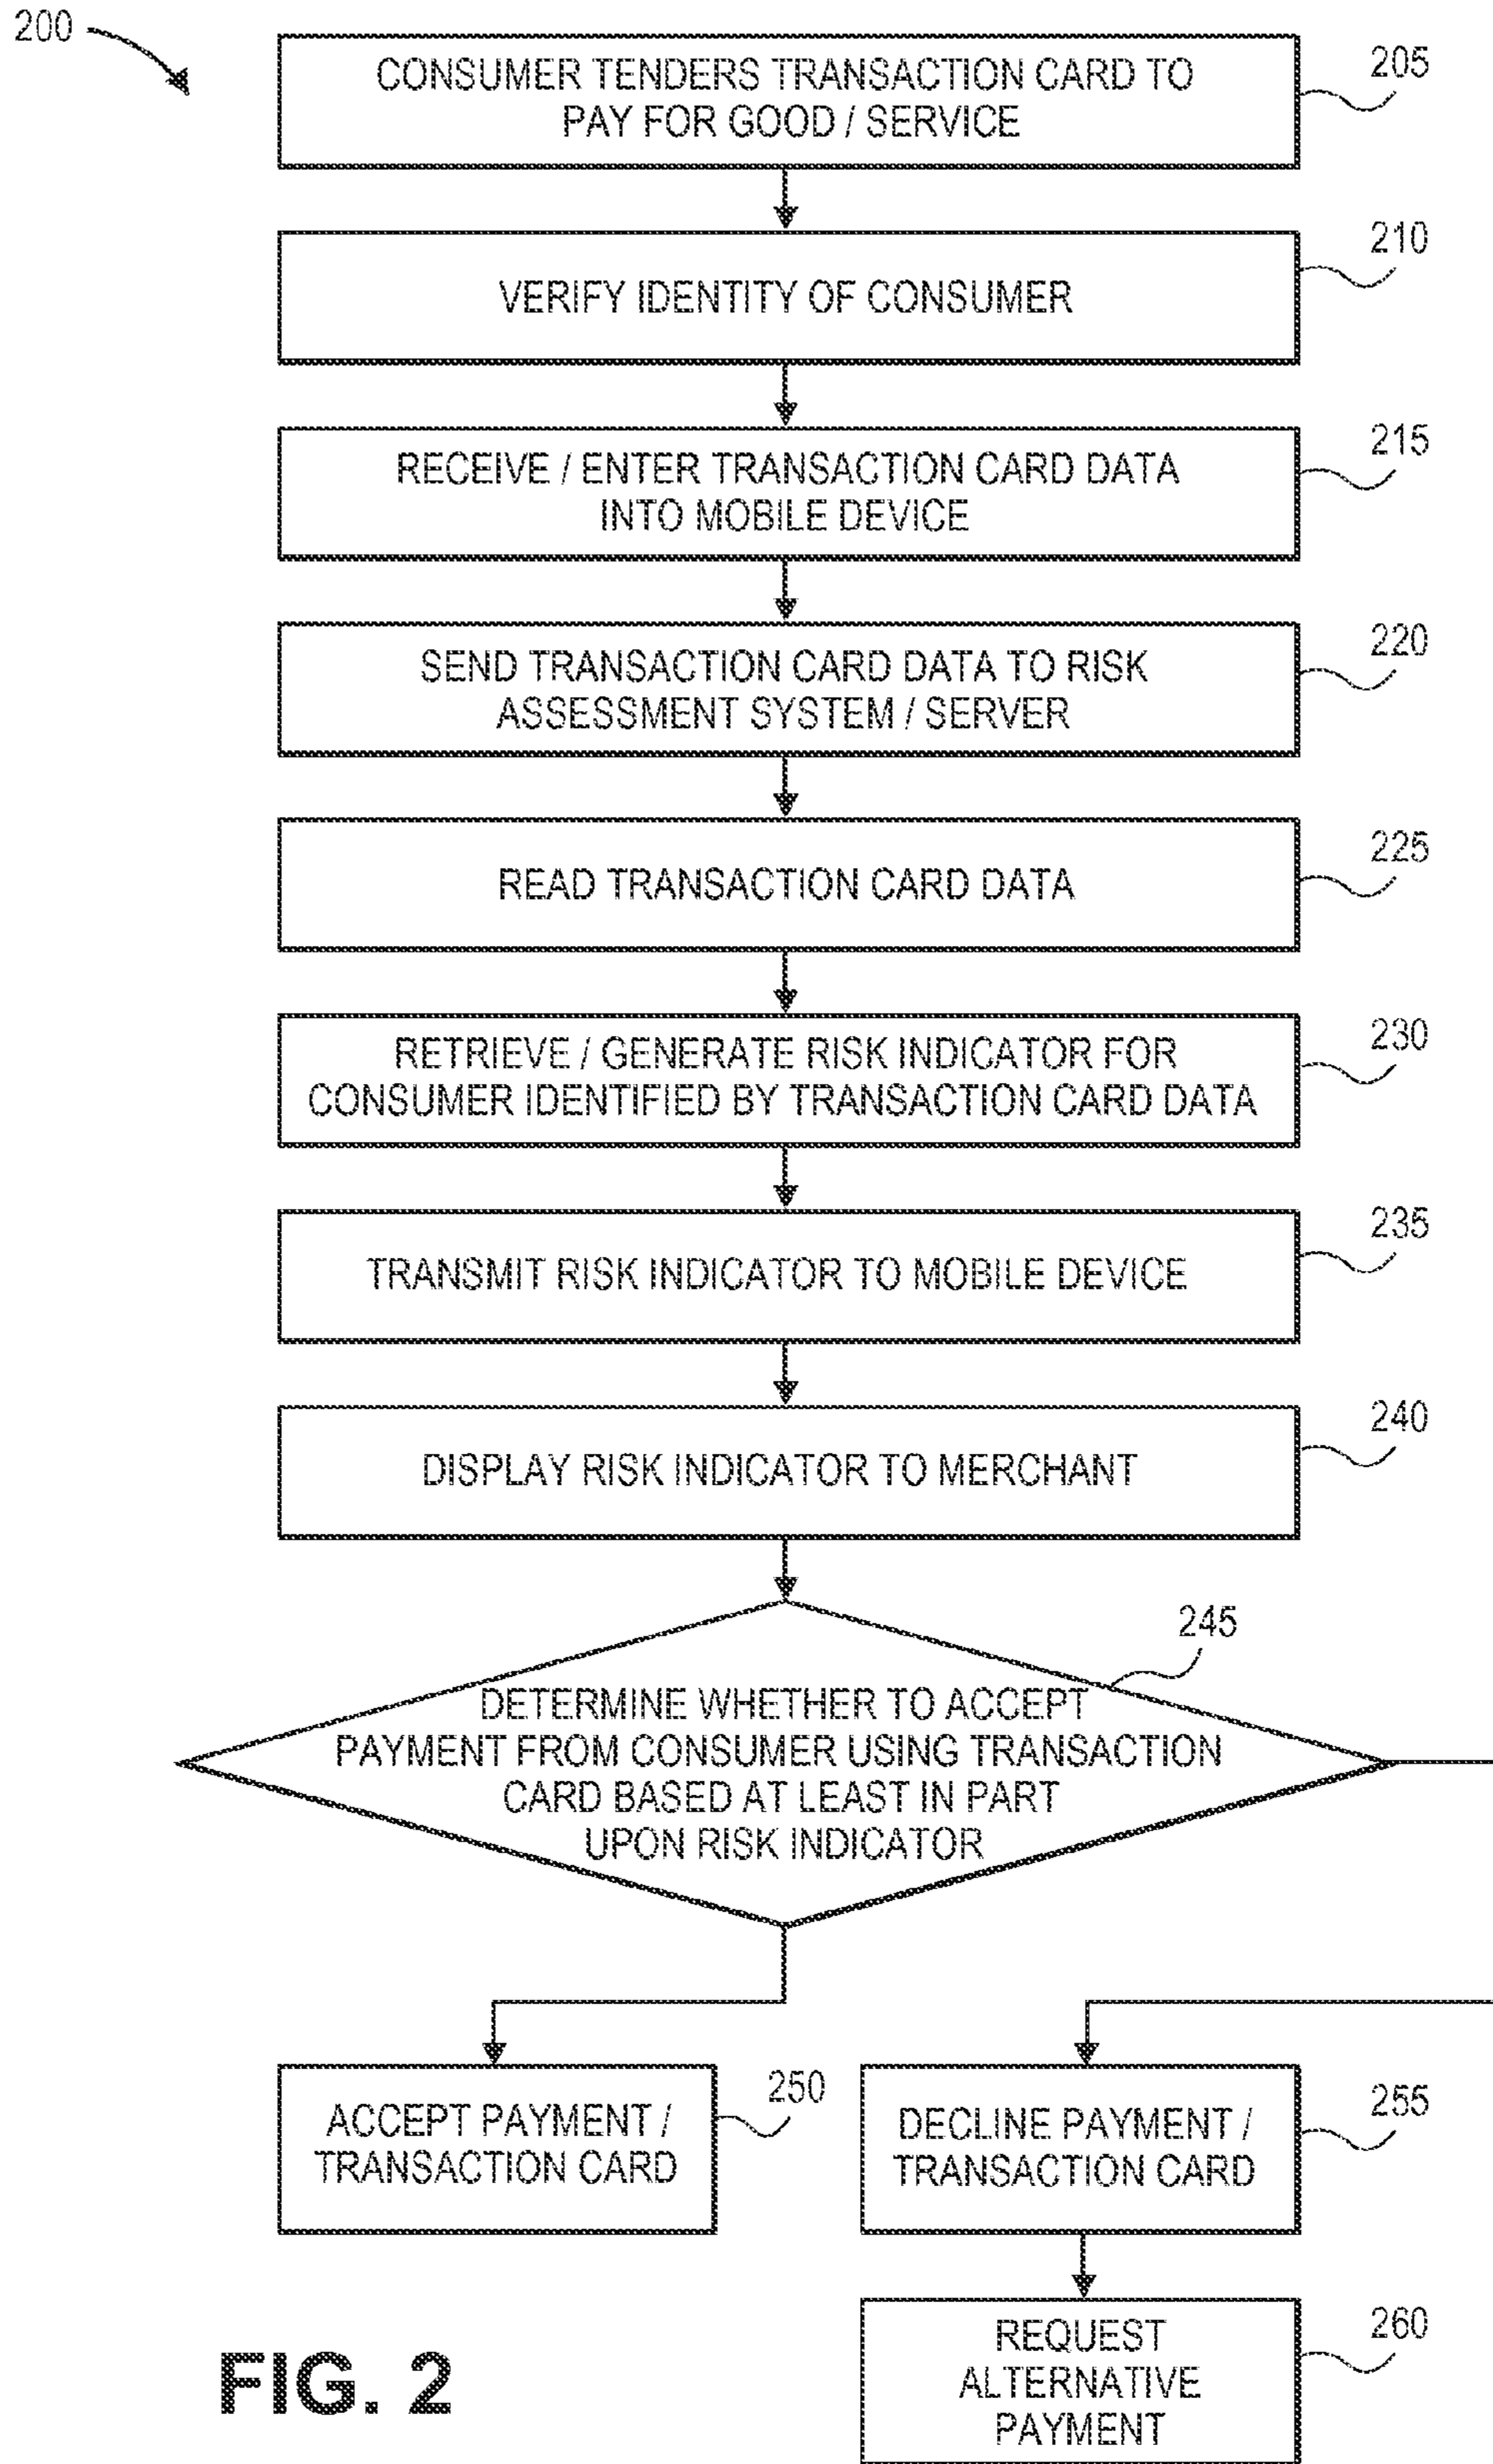 200
CONSUMER TENDERS TRANSACTION CARD TO
PAY FOR GOOD / SERVICE
205
VERIFY IDENTITY OF CONSUMER
210
RECEIVE / ENTER TRANSACTION CARD DATA
INTO MOBILE DEVICE
215
SEND TRANSACTION CARD DATA TO RISK
ASSESSMENT SYSTEM / SERVER
220
READ TRANSACTION CARD DATA
225
RETRIEVE / GENERATE RISK INDICATOR FOR
CONSUMER IDENTIFIED BY TRANSACTION CARD DATA
230
TRANSMIT RISK INDICATOR TO MOBILE DEVICE
235
DISPLAY RISK INDICATOR TO MERCHANT
240
245
DETERMINE WHETHER TO ACCEPT
PAYMENT FROM CONSUMER USING TRANSACTION
CARD BASED AT LEAST IN PART
UPON RISK INDICATOR
ACCEPT PAYMENT /
TRANSACTION CARD
250
DECLINE PAYMENT /
TRANSACTION CARD
255
REQUEST
ALTERNATIVE
PAYMENT
260
FIG. 2